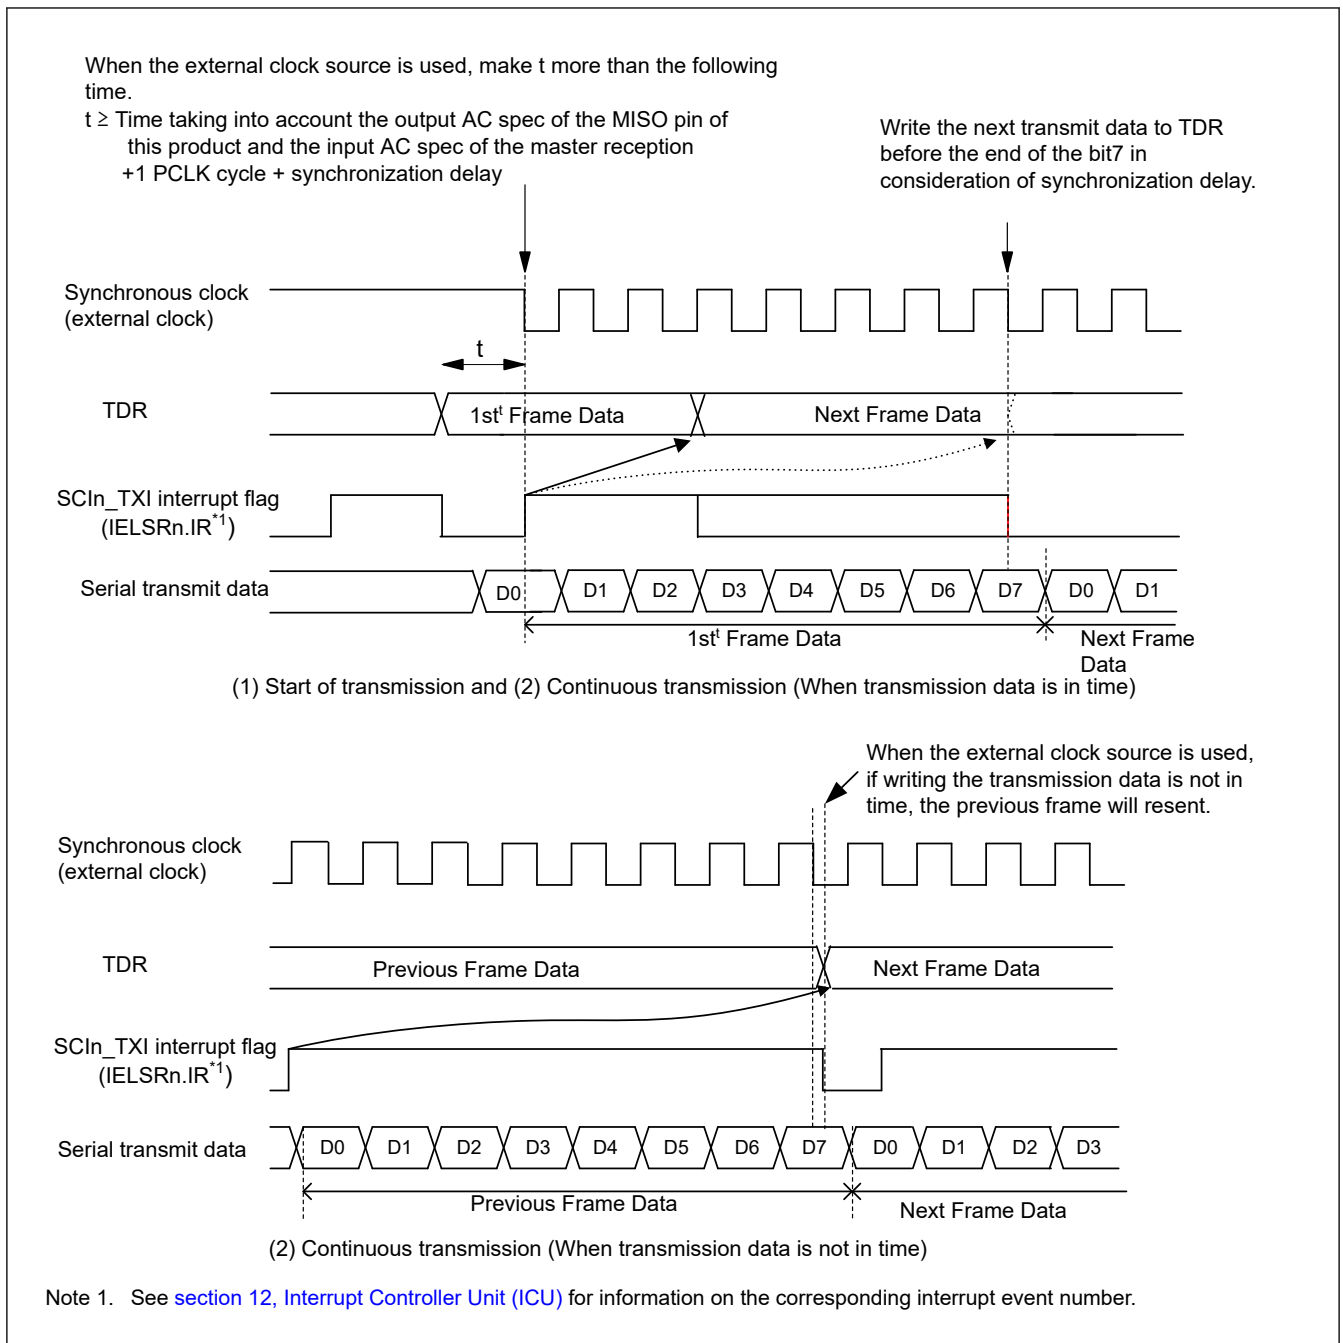 When the external clock source is used, make t more than the following
time.
t ≥ Time taking into account the output AC spec of the MISO pin of
this product and the input AC spec of the master reception
+1 PCLK cycle + synchronization delay
Write the next transmit data to TDR
before the end of the bit7 in
consideration of synchronization delay.
Synchronous clock
(external clock)
t
TDR
1stᵗ Frame Data
Next Frame Data
SCIn_TXI interrupt flag
(IELSRn.IR*1)
Serial transmit data
D0 D1 D2 D3 D4 D5 D6 D7 D0 D1
1stᵗ Frame Data
Next Frame
Data
(1) Start of transmission and (2) Continuous transmission (When transmission data is in time)
When the external clock source is used,
if writing the transmission data is not in
time, the previous frame will resent.
Synchronous clock
(external clock)
TDR
Previous Frame Data
Next Frame Data
SCIn_TXI interrupt flag
(IELSRn.IR*1)
Serial transmit data
D0 D1 D2 D3 D4 D5 D6 D7 D0 D1 D2 D3
Previous Frame Data
Next Frame Data
(2) Continuous transmission (When transmission data is not in time)
Note 1. See section 12, Interrupt Controller Unit (ICU) for information on the corresponding interrupt event number.